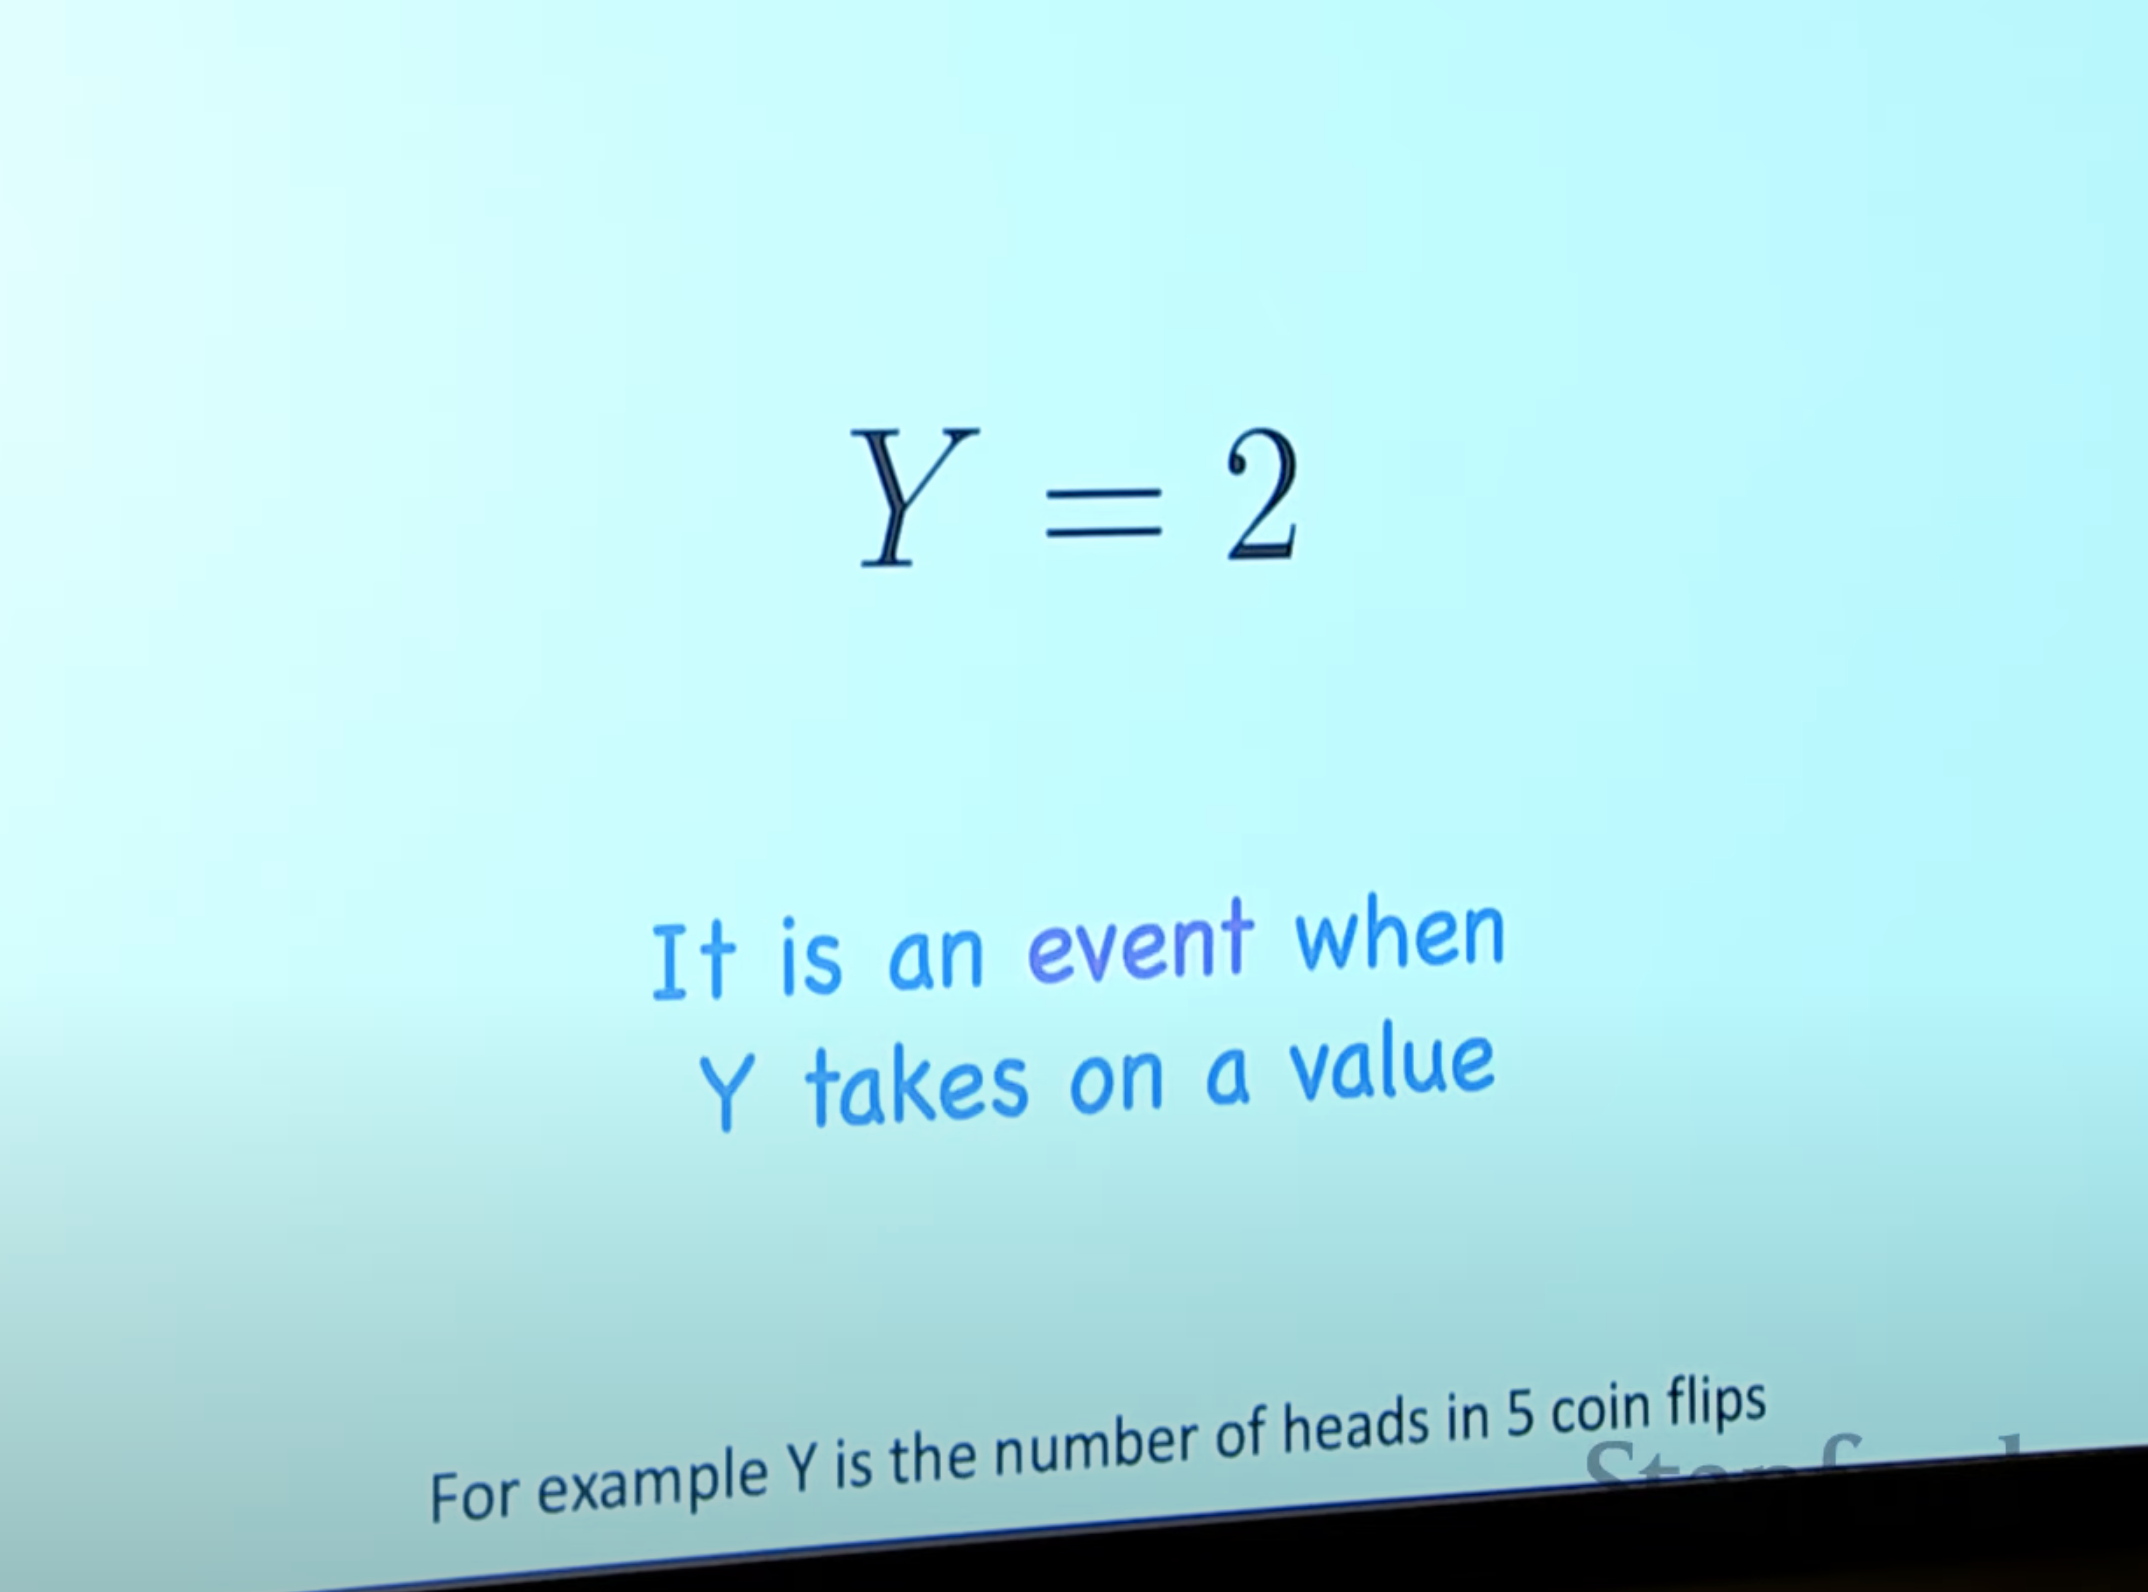 Y = 2
It is an event when
Y takes on a value
For example Y is the number of heads in 5 coin flips